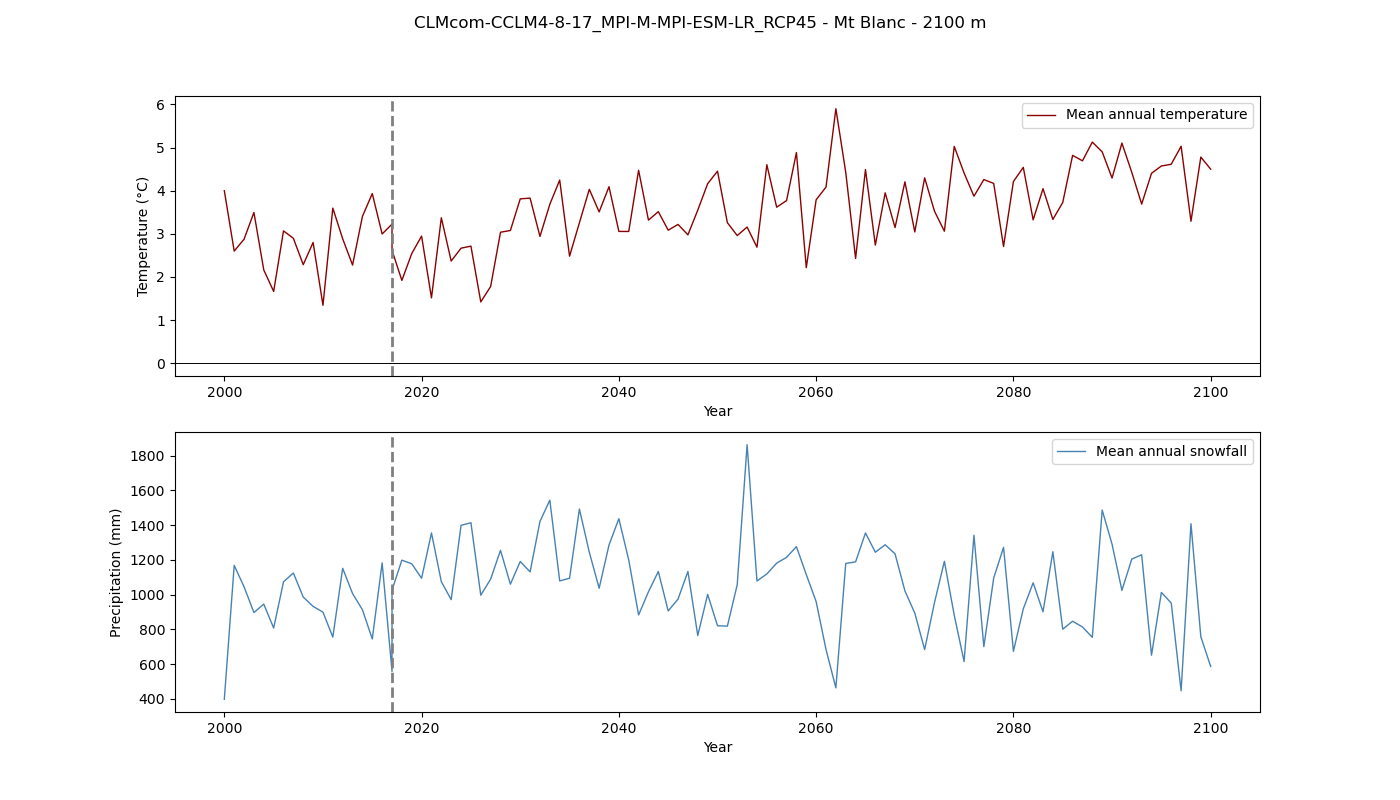 CLMcom-CCLM4-8-17_MPI-M-MPI-ESM-LR_RCP45 - Mt Blanc - 2100 m
Mean annual temperature
Temperature (°C)
6
5
4
3
2
1
0
2000 2020 2040 2060 2080 2100
Year
Mean annual snowfall
Precipitation (mm)
1800
1600
1400
1200
1000
800
600
400
2000 2020 2040 2060 2080 2100
Year